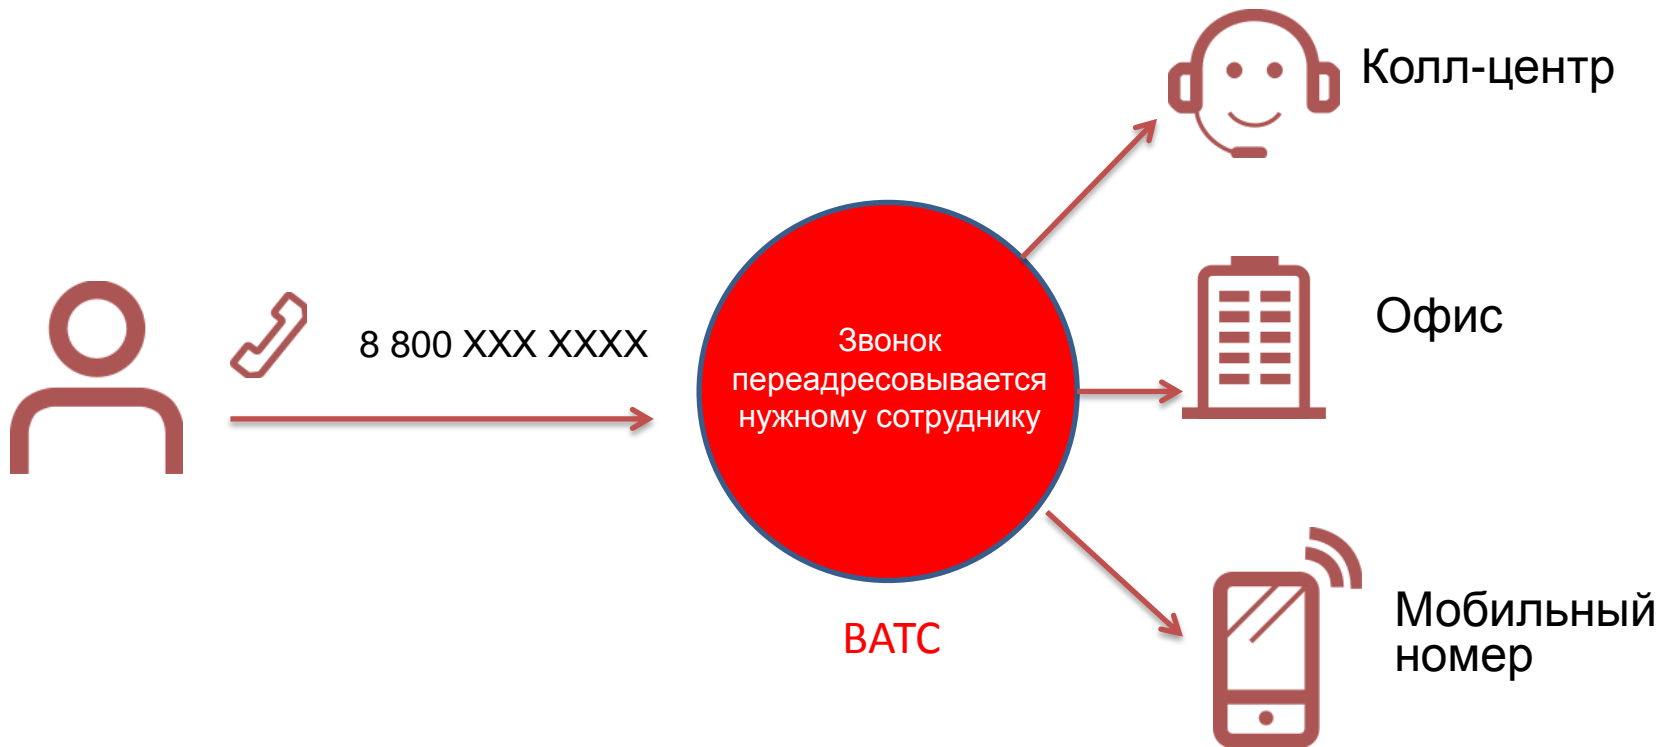 Колл-центр
Офис
8 800 XXX XXXX
Звонок
переадресовывается
нужному сотруднику
ВАТС
Мобильный
номер